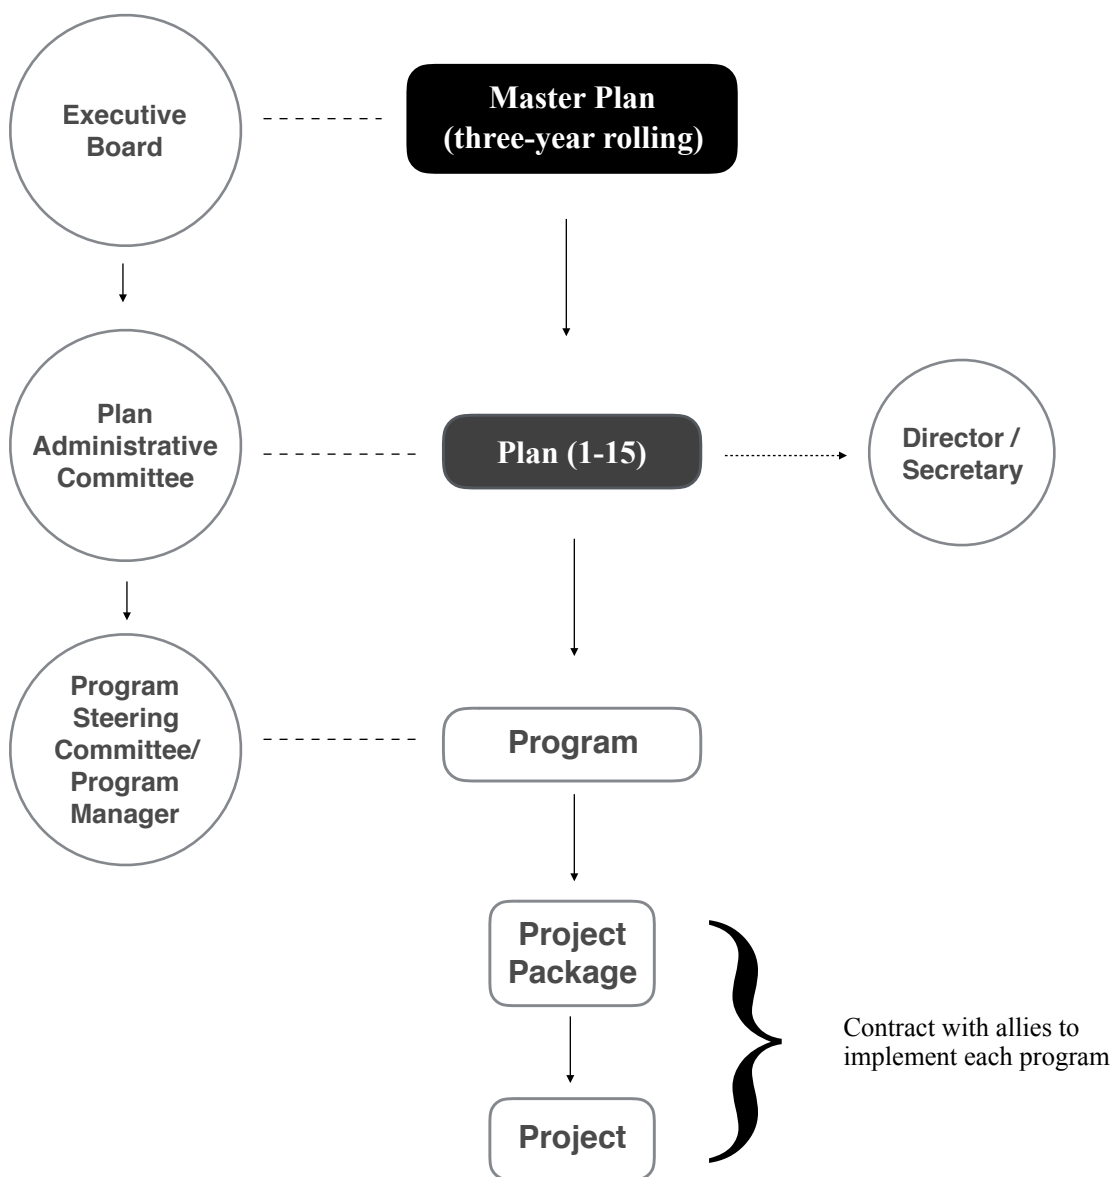 Executive
Board
Master Plan
(three-year rolling)
Plan
Administrative
Committee
Plan (1-15)
Director /
Secretary
Program
Steering
Committee/
Program
Manager
Program
Project
Package
Contract with allies to
implement each program
Project